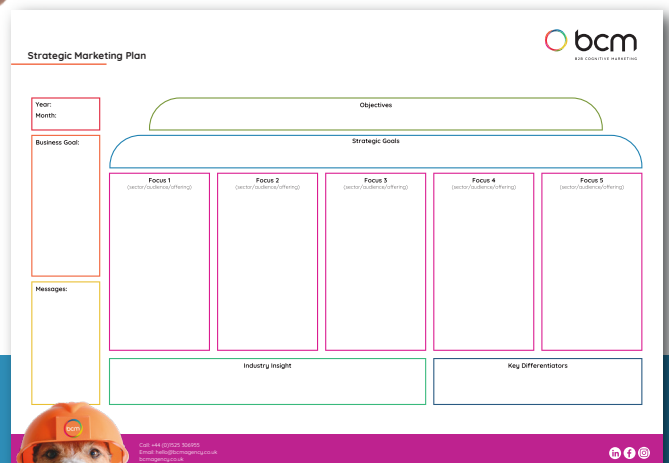 bcm
B2B COGNITIVE MARKETING
Strategic Marketing Plan
Year:
Month:
Objectives
Business Goal:
Strategic Goals
Focus 1
(sector/audience/offering)
Focus 2
(sector/audience/offering)
Focus 3
(sector/audience/offering)
Focus 4
(sector/audience/offering)
Focus 5
(sector/audience/offering)
Messages:
Industry Insight
Key Differentiators
bcm
Call: +44 (0)1525 306955
Email: hello@bcmagency.co.uk
bcmagency.co.uk
in
f